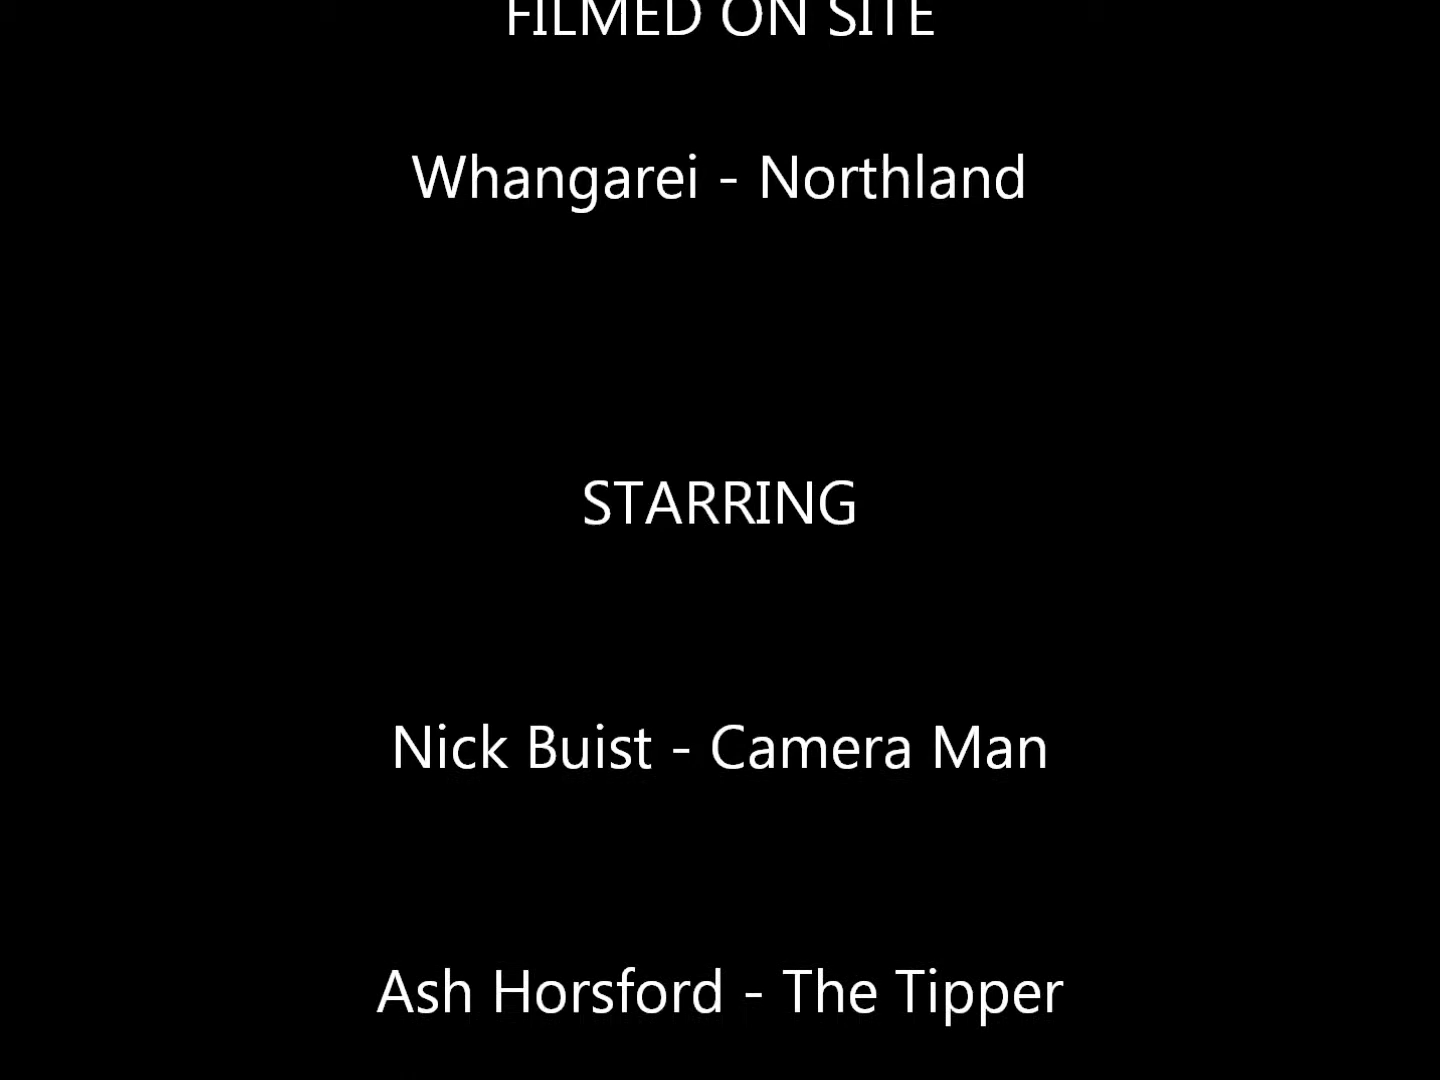 FILMED ON SITE
Whangarei - Northland
STARRING
Nick Buist - Camera Man
Ash Horsford - The Tipper